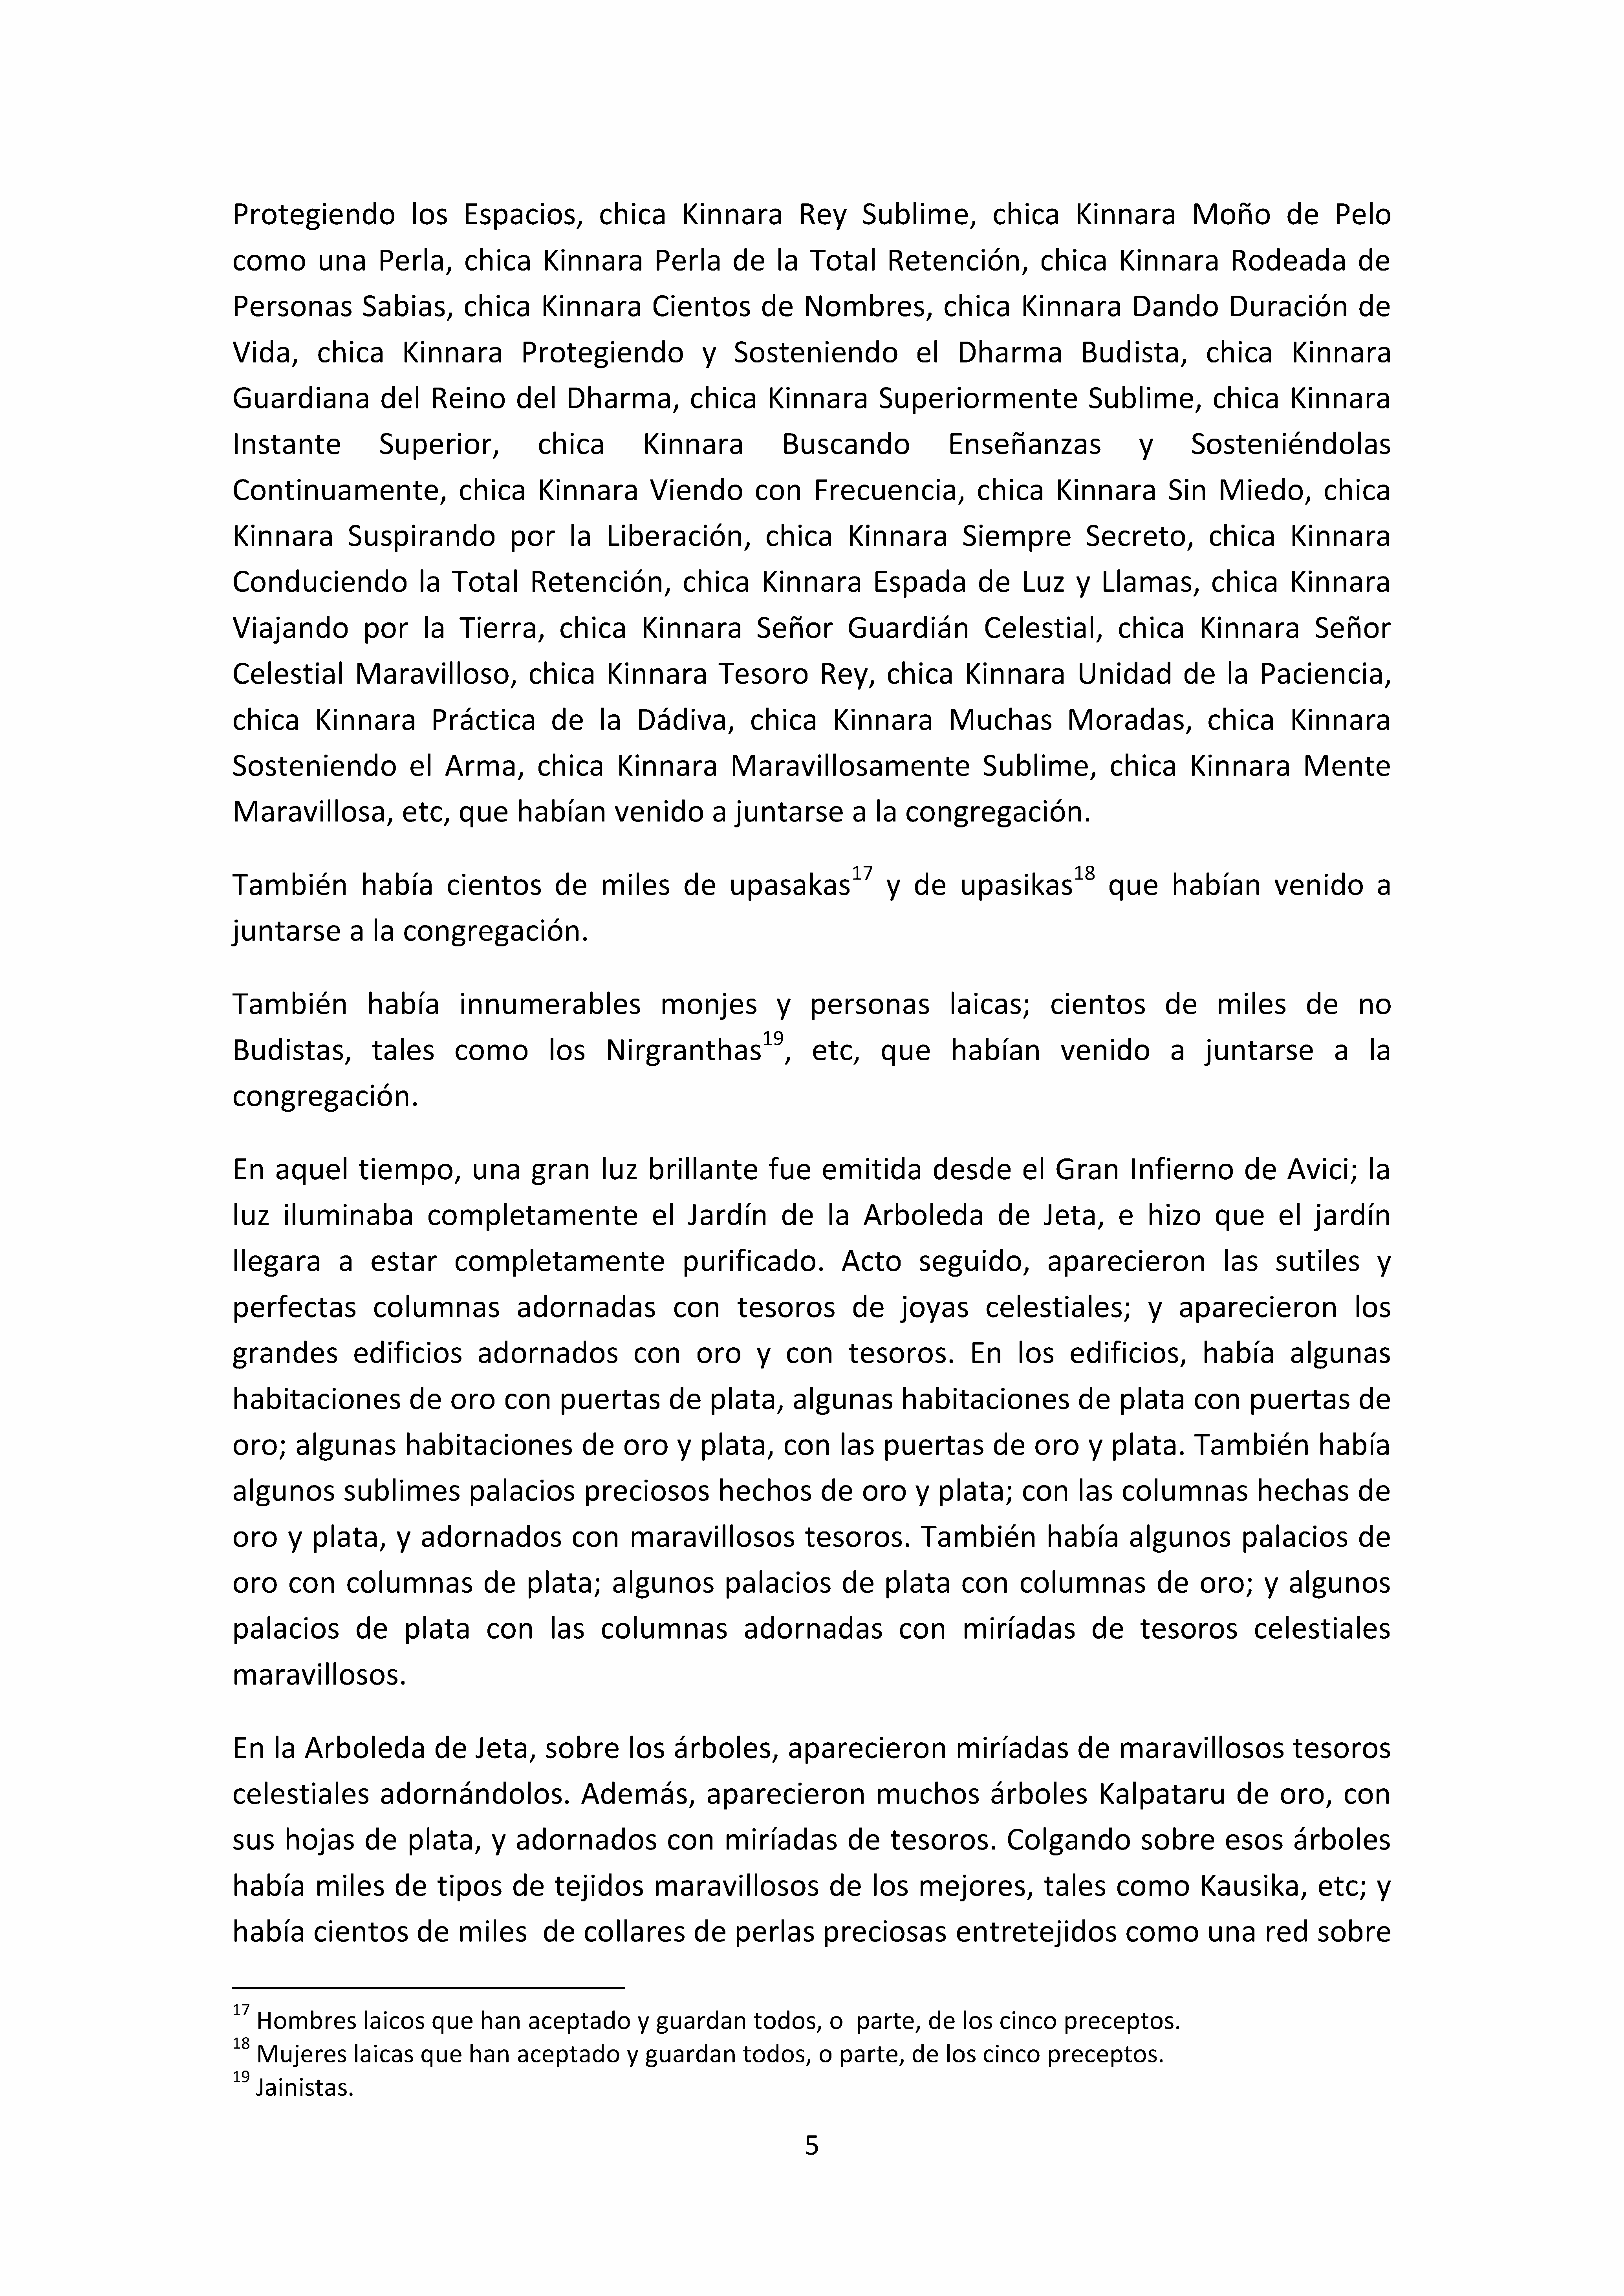 Protegiendo los Espacios, chica Kinnara Rey Sublime, chica Kinnara Moño de Pelo
como una Perla, chica Kinnara Perla de la Total Retención, chica Kinnara Rodeada de
Personas Sabias, chica Kinnara Cientos de Nombres, chica Kinnara Dando Duración de
Vida, chica Kinnara Protegiendo y Sosteniendo el Dharma Budista, chica Kinnara
Guardiana del Reino del Dharma, chica Kinnara Superiormente Sublime, chica Kinnara
Instante Superior, chica Kinnara Buscando Enseñanzas y Sosteniéndolas
Continuamente, chica Kinnara Viendo con Frecuencia, chica Kinnara Sin Miedo, chica
Kinnara Suspirando por la Liberación, chica Kinnara Siempre Secreto, chica Kinnara
Conduciendo la Total Retención, chica Kinnara Espada de Luz y Llamas, chica Kinnara
Viajando por la Tierra, chica Kinnara Señor Guardián Celestial, chica Kinnara Señor
Celestial Maravilloso, chica Kinnara Tesoro Rey, chica Kinnara Unidad de la Paciencia,
chica Kinnara Práctica de la Dádiva, chica Kinnara Muchas Moradas, chica Kinnara
Sosteniendo el Arma, chica Kinnara Maravillosamente Sublime, chica Kinnara Mente
Maravillosa, etc, que habían venido a juntarse a la congregación.
También había cientos de miles de upasakas17 y de upasikas18 que habían venido a
juntarse a la congregación.
También había innumerables monjes y personas laicas; cientos de miles de no
Budistas, tales como los Nirgranthas19, etc, que habían venido a juntarse a la
congregación.
En aquel tiempo, una gran luz brillante fue emitida desde el Gran Infierno de Avici; la
luz iluminaba completamente el Jardín de la Arboleda de Jeta, e hizo que el jardín
llegara a estar completamente purificado. Acto seguido, aparecieron las sutiles y
perfectas columnas adornadas con tesoros de joyas celestiales; y aparecieron los
grandes edificios adornados con oro y con tesoros. En los edificios, había algunas
habitaciones de oro con puertas de plata, algunas habitaciones de plata con puertas de
oro; algunas habitaciones de oro y plata, con las puertas de oro y plata. También había
algunos sublimes palacios preciosos hechos de oro y plata; con las columnas hechas de
oro y plata, y adornados con maravillosos tesoros. También había algunos palacios de
oro con columnas de plata; algunos palacios de plata con columnas de oro; y algunos
palacios de plata con las columnas adornadas con miríadas de tesoros celestiales
maravillosos.
En la Arboleda de Jeta, sobre los árboles, aparecieron miríadas de maravillosos tesoros
celestiales adornándolos. Además, aparecieron muchos árboles Kalpataru de oro, con
sus hojas de plata, y adornados con miríadas de tesoros. Colgando sobre esos árboles
había miles de tipos de tejidos maravillosos de los mejores, tales como Kausika, etc; y
había cientos de miles de collares de perlas preciosas entretejidos como una red sobre
17 Hombres laicos que han aceptado y guardan todos, o parte, de los cinco preceptos.
18 Mujeres laicas que han aceptado y guardan todos, o parte, de los cinco preceptos.
19 Jainistas.
5